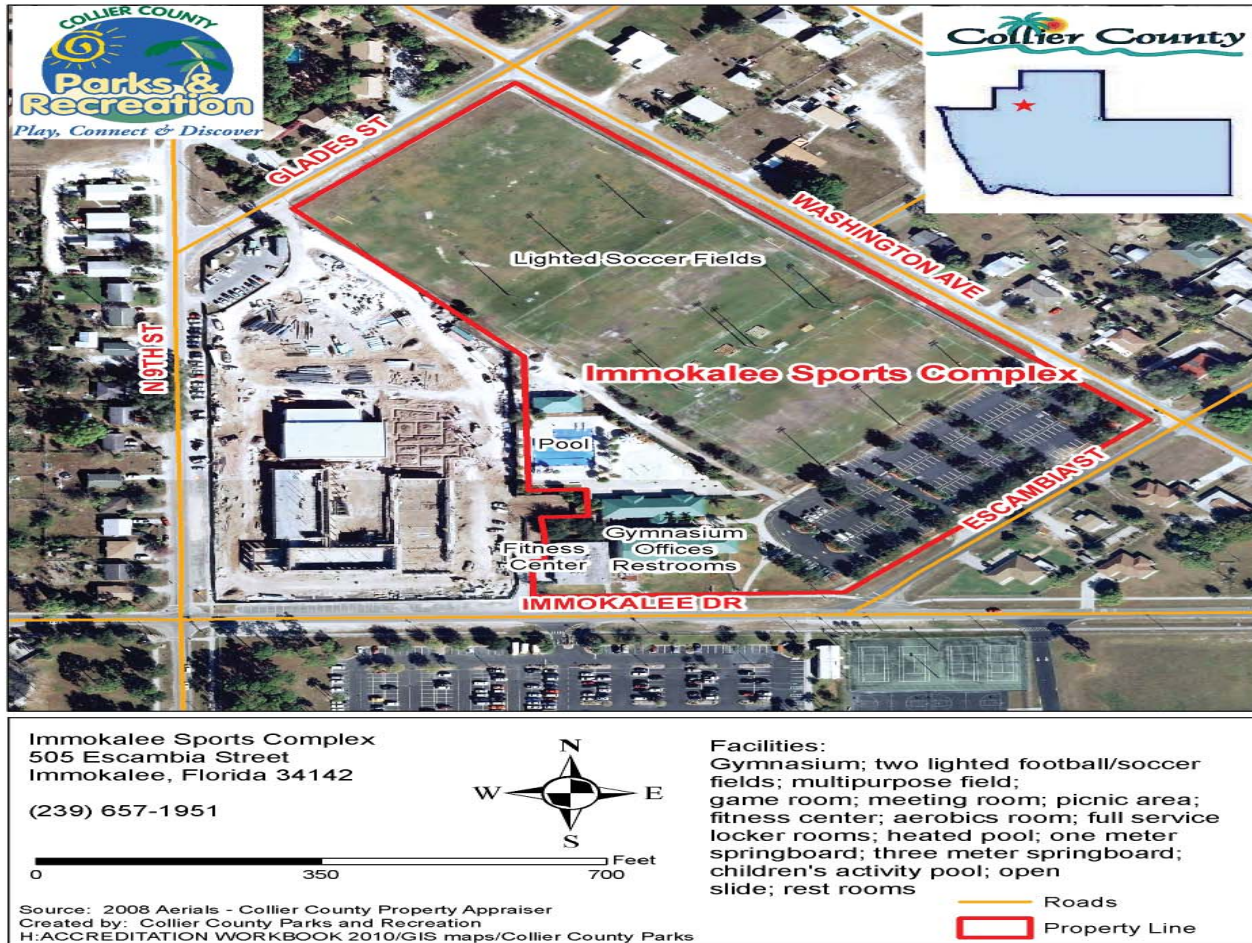 COLLIER COUNTY
Parks &
Recreation
Play, Connect & Discover
Collier County
GLADES ST
WASHINGTON AVE
N 9TH ST
Lighted Soccer Fields
Immokalee Sports Complex
Pool
ESCAMBIA ST
Fitness
Center
Gymnasium
Offices
Restrooms
IMMOKALEE DR
Immokalee Sports Complex
505 Escambia Street
Immokalee, Florida 34142
(239) 657-1951
N
W E
S
Feet
0 350 700
Source: 2008 Aerials - Collier County Property Appraiser
Created by: Collier County Parks and Recreation
H:ACCREDITATION WORKBOOK 2010/GIS maps/Collier County Parks
Facilities:
Gymnasium; two lighted football/soccer
fields; multipurpose field;
game room; meeting room; picnic area;
fitness center; aerobics room; full service
locker rooms; heated pool; one meter
springboard; three meter springboard;
children's activity pool; open
slide; rest rooms
Roads
Property Line